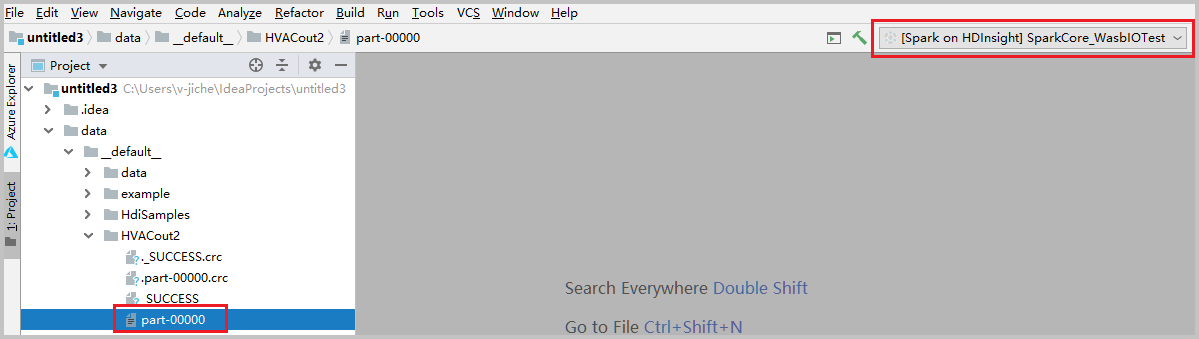 File Edit View Navigate Code Analyze Refactor Build Run Tools VCS Window Help
untitled3 data __default__ HVACout2 part-00000 [Spark on HDInsight] SparkCore_WasbIOTest
Azure Explorer
1: Project
Project
untitled3 C:\Users\v-jiche\IdeaProjects\untitled3
.idea
data
__default__
data
example
HdiSamples
HVACout2
._SUCCESS.crc
.part-00000.crc
_SUCCESS
part-00000
Search Everywhere Double Shift
Go to File Ctrl+Shift+N